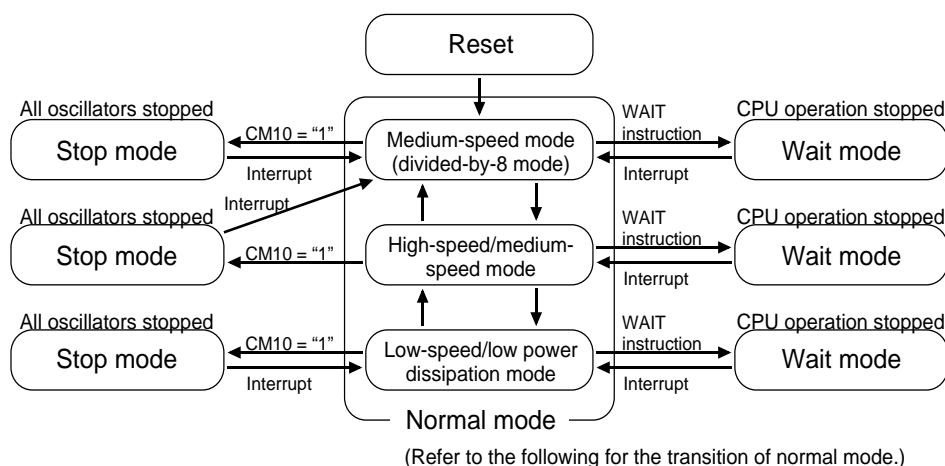 Reset
All oscillators stopped
Stop mode
CM10 = “1”
Interrupt
Medium-speed mode
(divided-by-8 mode)
WAIT
instruction
Interrupt
CPU operation stopped
Wait mode
Interrupt
All oscillators stopped
Stop mode
CM10 = “1”
High-speed/medium-
speed mode
WAIT
instruction
Interrupt
CPU operation stopped
Wait mode
All oscillators stopped
Stop mode
CM10 = “1”
Interrupt
Low-speed/low power
dissipation mode
WAIT
instruction
Interrupt
CPU operation stopped
Wait mode
Normal mode
(Refer to the following for the transition of normal mode.)